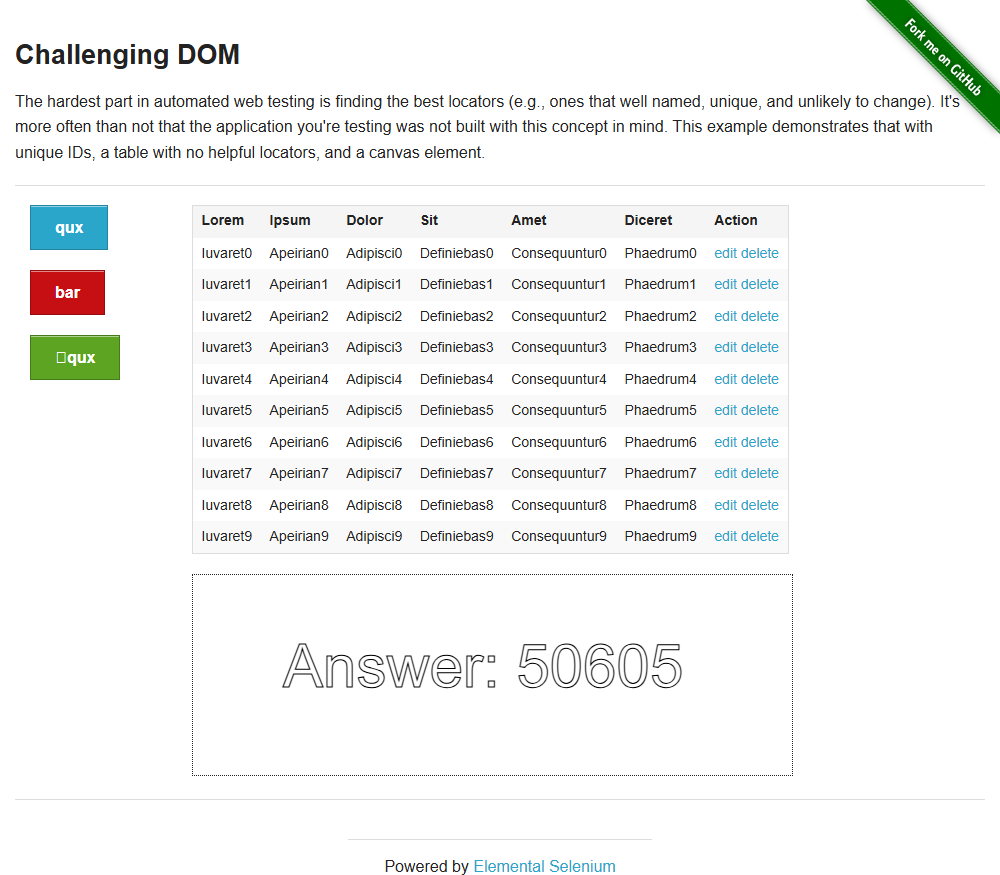 Fork me on GitHub
Challenging DOM
The hardest part in automated web testing is finding the best locators (e.g., ones that well named, unique, and unlikely to change). It's
more often than not that the application you're testing was not built with this concept in mind. This example demonstrates that with
unique IDs, a table with no helpful locators, and a canvas element.
qux
bar
qux
Lorem Ipsum Dolor Sit Amet Diceret Action
Iuvaret0 Apeirian0 Adipisci0 Definiebas0 Consequuntur0 Phaedrum0 edit delete
Iuvaret1 Apeirian1 Adipisci1 Definiebas1 Consequuntur1 Phaedrum1 edit delete
Iuvaret2 Apeirian2 Adipisci2 Definiebas2 Consequuntur2 Phaedrum2 edit delete
Iuvaret3 Apeirian3 Adipisci3 Definiebas3 Consequuntur3 Phaedrum3 edit delete
Iuvaret4 Apeirian4 Adipisci4 Definiebas4 Consequuntur4 Phaedrum4 edit delete
Iuvaret5 Apeirian5 Adipisci5 Definiebas5 Consequuntur5 Phaedrum5 edit delete
Iuvaret6 Apeirian6 Adipisci6 Definiebas6 Consequuntur6 Phaedrum6 edit delete
Iuvaret7 Apeirian7 Adipisci7 Definiebas7 Consequuntur7 Phaedrum7 edit delete
Iuvaret8 Apeirian8 Adipisci8 Definiebas8 Consequuntur8 Phaedrum8 edit delete
Iuvaret9 Apeirian9 Adipisci9 Definiebas9 Consequuntur9 Phaedrum9 edit delete
Answer: 50605
Powered by Elemental Selenium